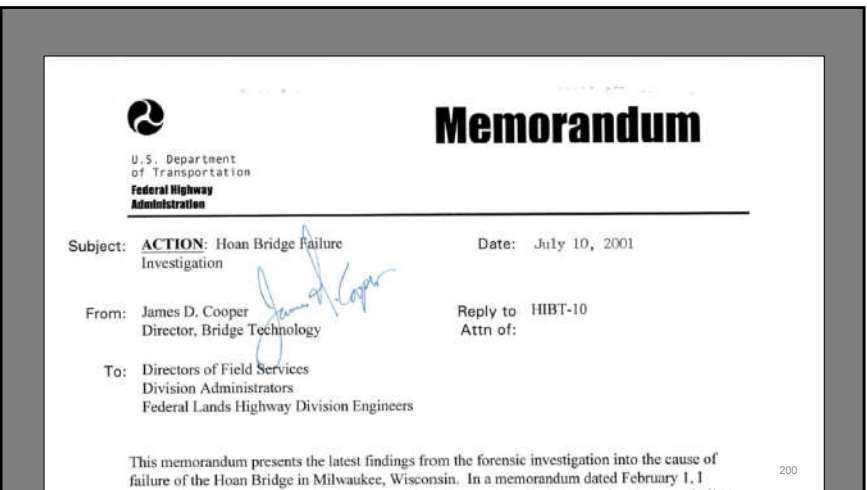 Memorandum
U.S. Department
of Transportation
Federal Highway
Administration
Subject: ACTION: Hoan Bridge Failure
Investigation
Date: July 10, 2001
From: James D. Cooper
Director, Bridge Technology
James D. Cooper
Reply to
Attn of: HIBT-10
To: Directors of Field Services
Division Administrators
Federal Lands Highway Division Engineers
This memorandum presents the latest findings from the forensic investigation into the cause of
failure of the Hoan Bridge in Milwaukee, Wisconsin. In a memorandum dated February 1, I
200